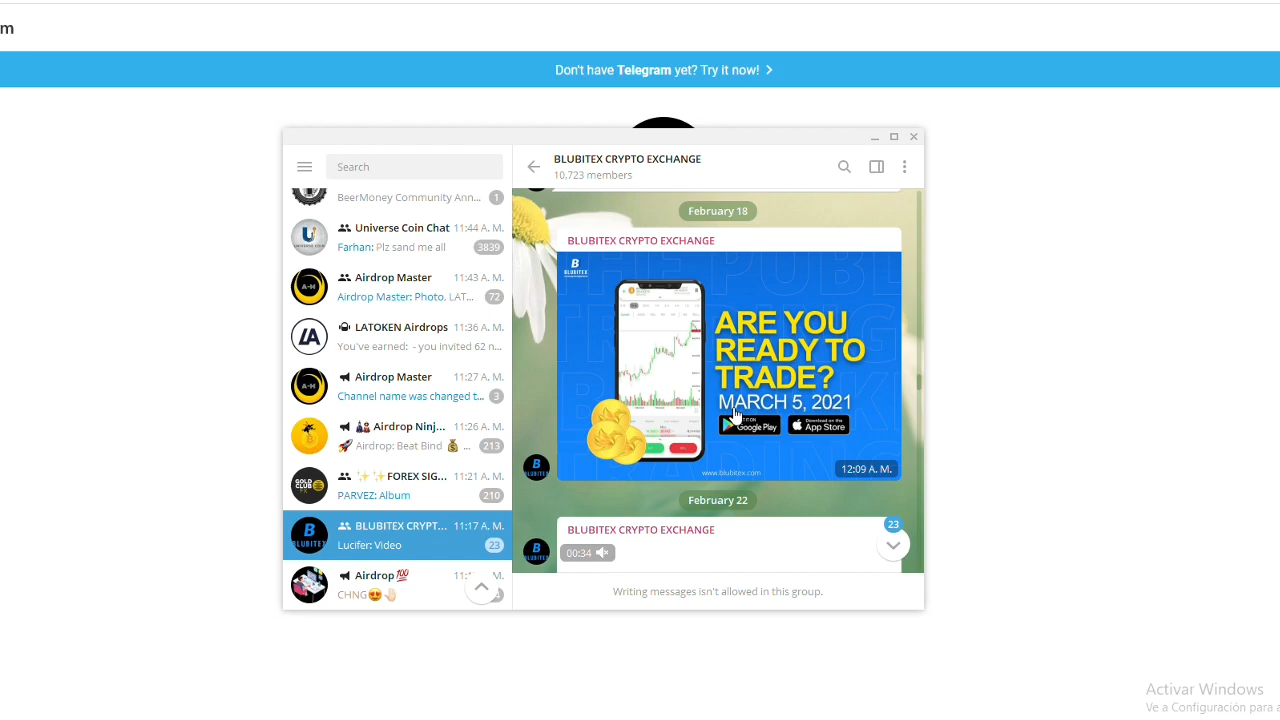 m
Don't have Telegram yet? Try it now!
Search
BeerMoney Community Ann...
1
Universe Coin Chat
11:44 A. M.
Farhan: Plz sand me all
3839
Airdrop Master
11:43 A. M.
Airdrop Master: Photo, LAT...
72
LATOKEN Airdrops
11:36 A. M.
You've earned: - you invited 62 n...
Airdrop Master
11:27 A. M.
Channel name was changed t...
3
Airdrop Ninj...
11:26 A. M.
🚀 Airdrop: Beat Bind 💰 ...
213
✨ ✨FOREX SIG...
11:21 A. M.
PARVEZ: Album
210
BLUBITEX CRYPT...
11:17 A. M.
Lucifer: Video
23
Airdrop💯
CHNG😍🤚🏻
BLUBITEX CRYPTO EXCHANGE
10,723 members
February 18
BLUBITEX CRYPTO EXCHANGE
BLUBITEX
ARE YOU
READY TO
TRADE?
MARCH 5, 2021
Google Play
Download on the
App Store
www.blubitex.com
12:09 A. M.
February 22
BLUBITEX CRYPTO EXCHANGE
00:34
23
Writing messages isn't allowed in this group.
Activar Windows
Ve a Configuración para a